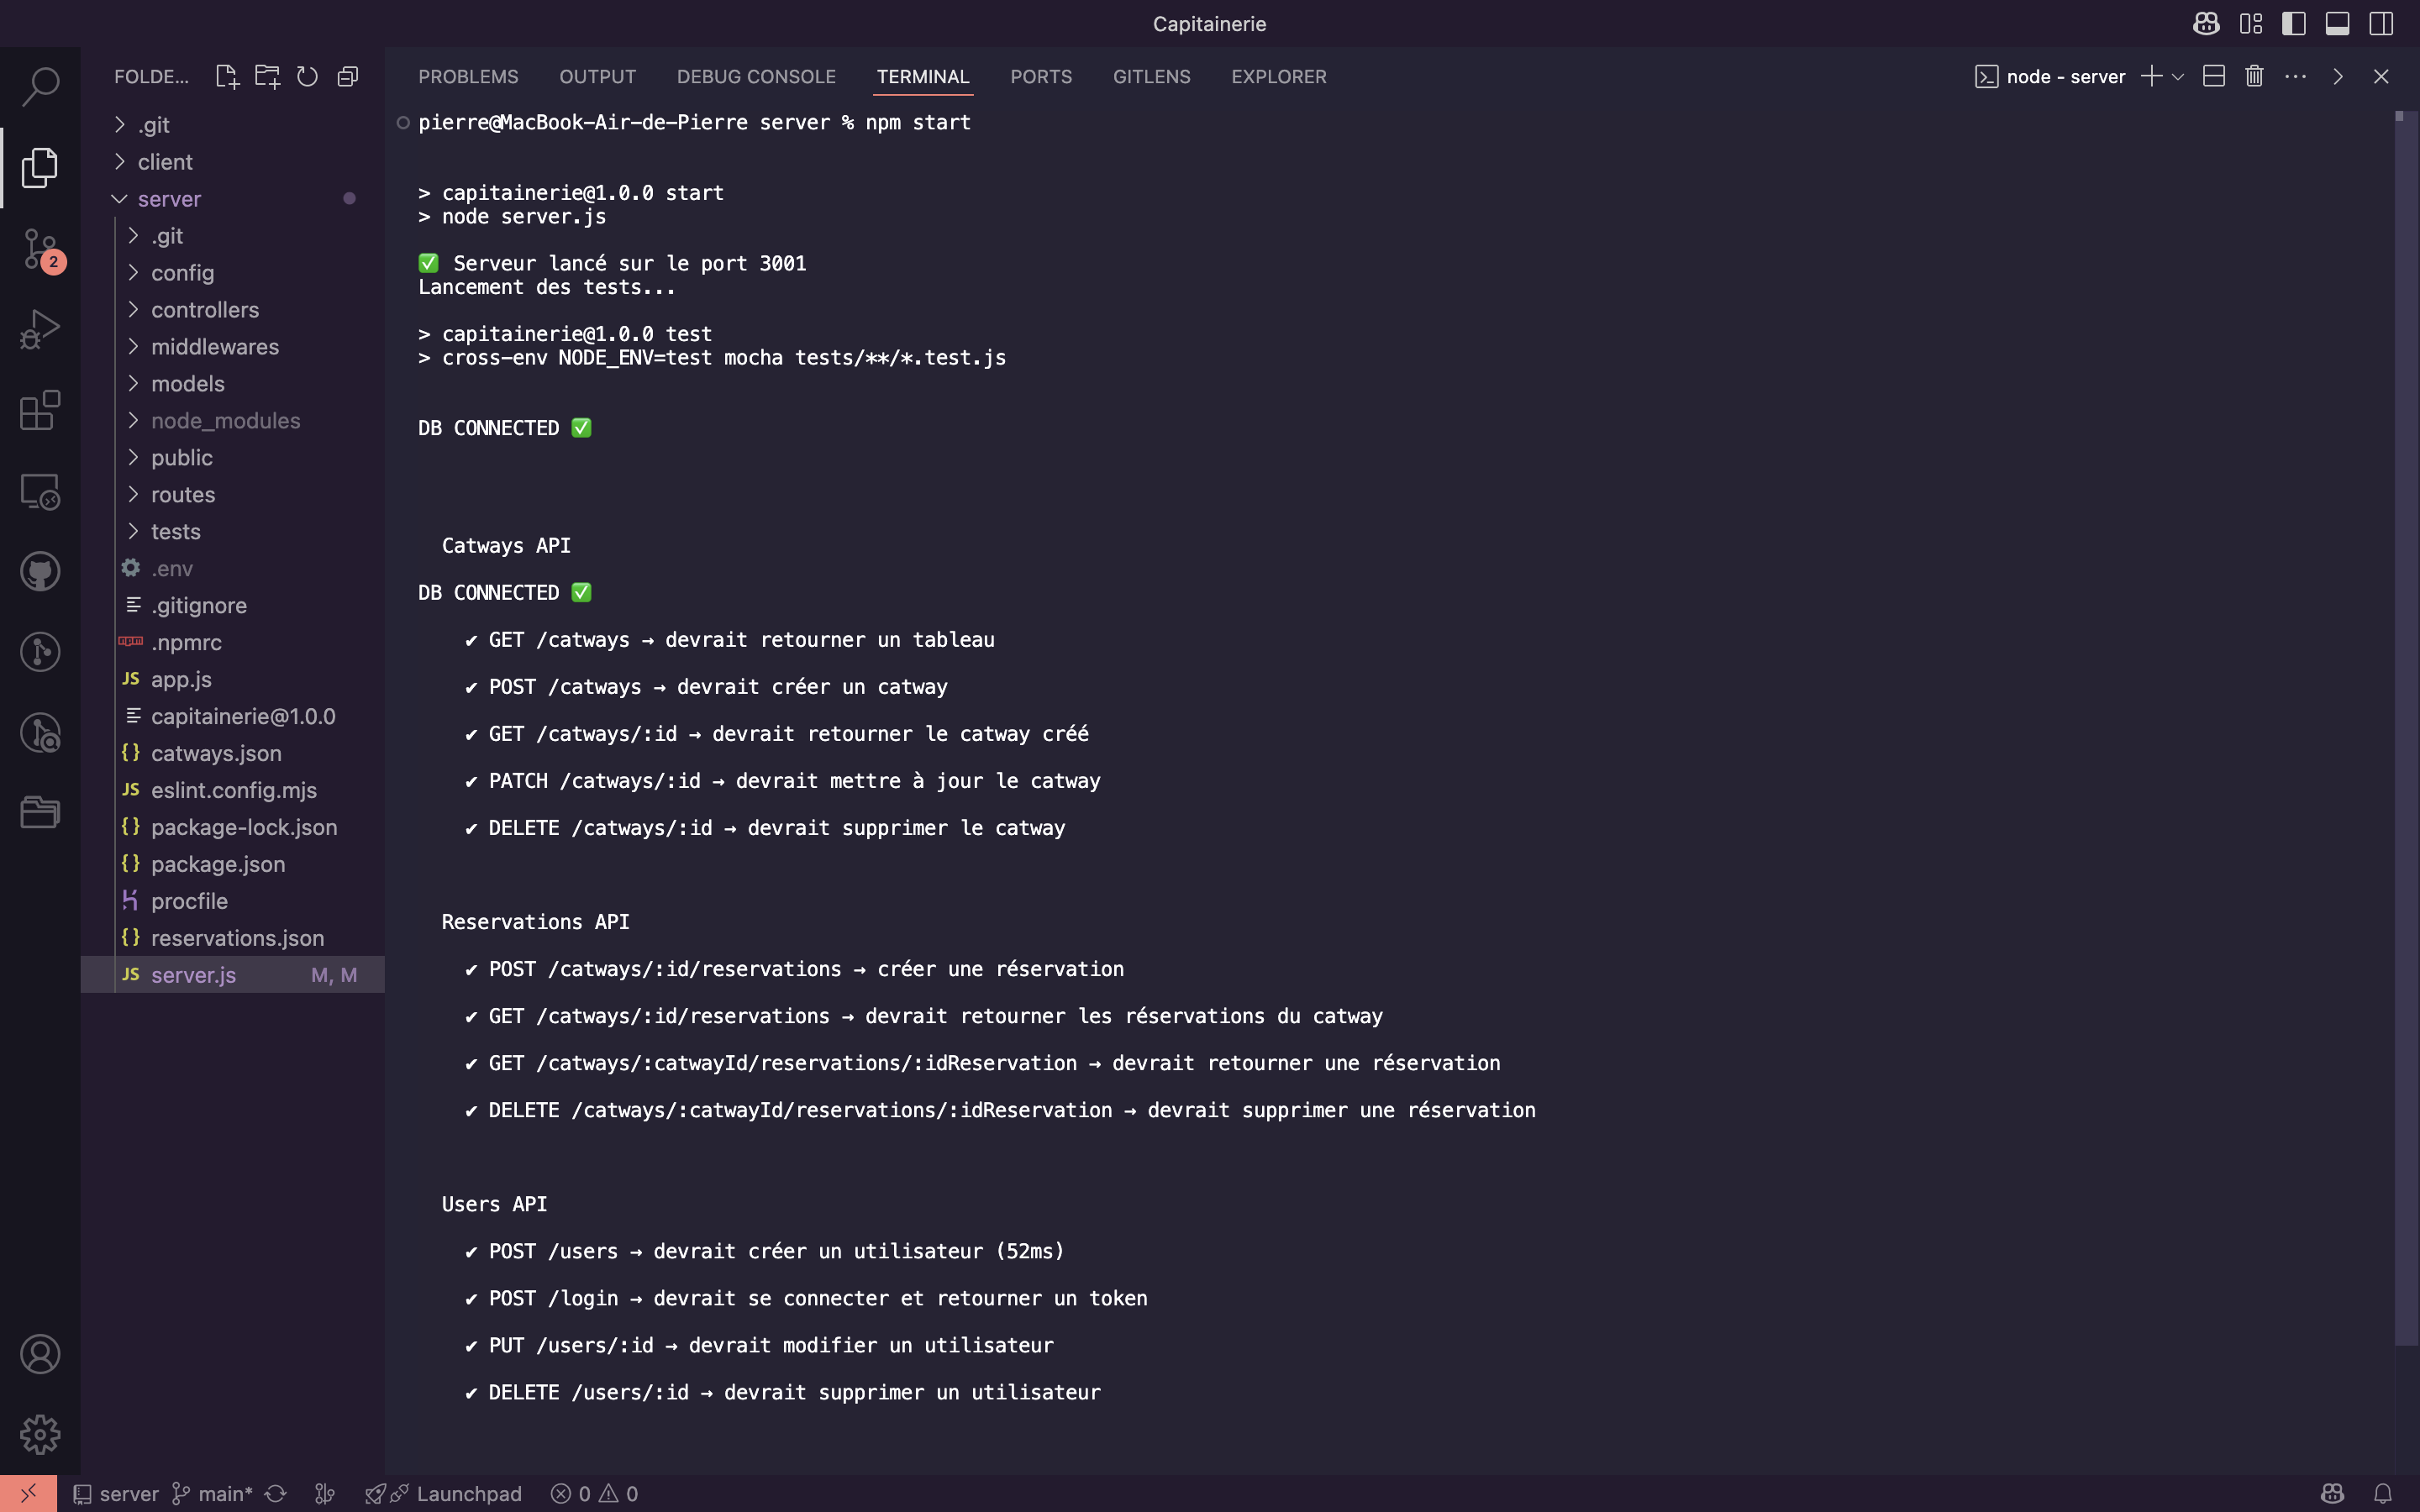 Capitainerie
FOLDE...
.git
client
server
.git
config
controllers
middlewares
models
node_modules
public
routes
tests
.env
.gitignore
.npmrc
JS app.js
capitainerie@1.0.0
{} catways.json
JS eslint.config.mjs
{} package-lock.json
{} package.json
procfile
{} reservations.json
JS server.js M, M
2
PROBLEMS OUTPUT DEBUG CONSOLE TERMINAL PORTS GITLENS EXPLORER
node - server
pierre@MacBook-Air-de-Pierre server % npm start
> capitainerie@1.0.0 start
> node server.js
✅ Serveur lancé sur le port 3001
Lancement des tests...
> capitainerie@1.0.0 test
> cross-env NODE_ENV=test mocha tests/**/*.test.js
DB CONNECTED ✅
Catways API
DB CONNECTED ✅
✔ GET /catways → devrait retourner un tableau
✔ POST /catways → devrait créer un catway
✔ GET /catways/:id → devrait retourner le catway créé
✔ PATCH /catways/:id → devrait mettre à jour le catway
✔ DELETE /catways/:id → devrait supprimer le catway
Reservations API
✔ POST /catways/:id/reservations → créer une réservation
✔ GET /catways/:id/reservations → devrait retourner les réservations du catway
✔ GET /catways/:catwayId/reservations/:idReservation → devrait retourner une réservation
✔ DELETE /catways/:catwayId/reservations/:idReservation → devrait supprimer une réservation
Users API
✔ POST /users → devrait créer un utilisateur (52ms)
✔ POST /login → devrait se connecter et retourner un token
✔ PUT /users/:id → devrait modifier un utilisateur
✔ DELETE /users/:id → devrait supprimer un utilisateur
server main* Launchpad 0 0